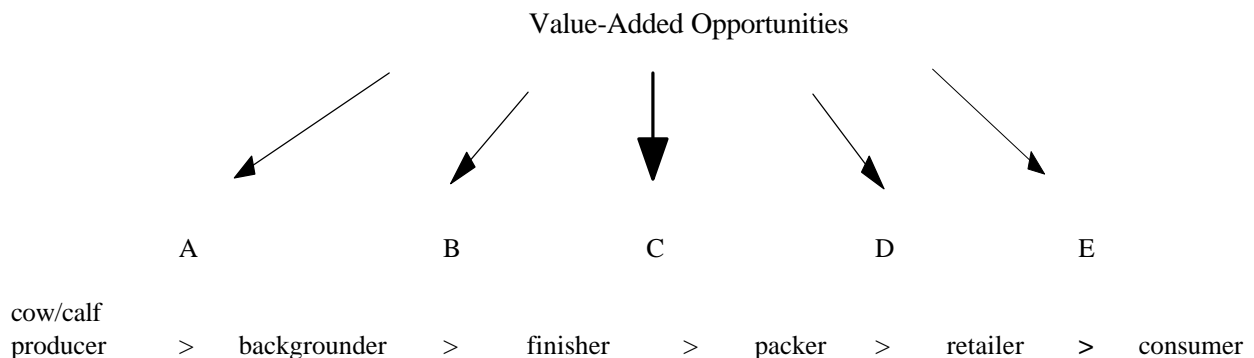 Value-Added Opportunities
A B C D E
cow/calf
producer > backgrounder > finisher > packer > retailer > consumer